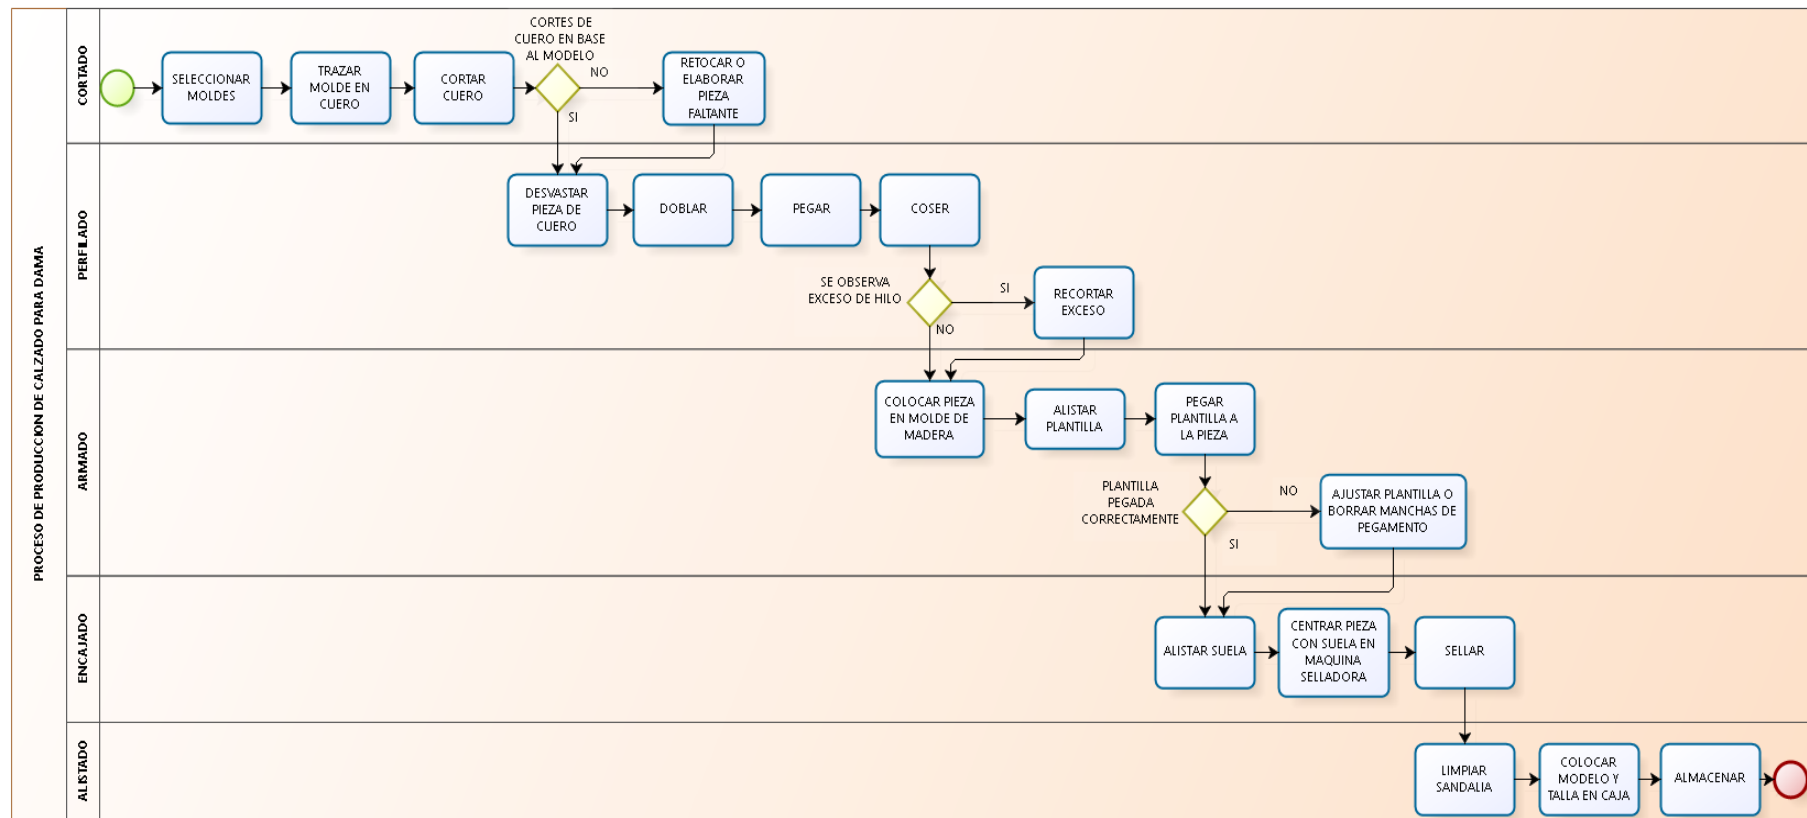 PROCESO DE PRODUCCION DE CALZADO PARA DAMA
CORTADO
SELECCIONAR
MOLDES
TRAZAR
MOLDE EN
CUERO
CORTAR
CUERO
CORTES DE
CUERO EN BASE
AL MODELO
NO
SI
RETOCAR O
ELABORAR
PIEZA
FALTANTE
PERFILADO
DESVASTAR
PIEZA DE
CUERO
DOBLAR
PEGAR
COSER
SE OBSERVA
EXCESO DE HILO
SI
NO
RECORTAR
EXCESO
ARMADO
COLOCAR PIEZA
EN MOLDE DE
MADERA
ALISTAR
PLANTILLA
PEGAR
PLANTILLA A
LA PIEZA
PLANTILLA
PEGADA
CORRECTAMENTE
NO
SI
AJUSTAR PLANTILLA O
BORRAR MANCHAS DE
PEGAMENTO
ENCAJADO
ALISTAR SUELA
CENTRAR PIEZA
CON SUELA EN
MAQUINA
SELLADORA
SELLAR
ALISTADO
LIMPIAR
SANDALIA
COLOCAR
MODELO Y
TALLA EN CAJA
ALMACENAR